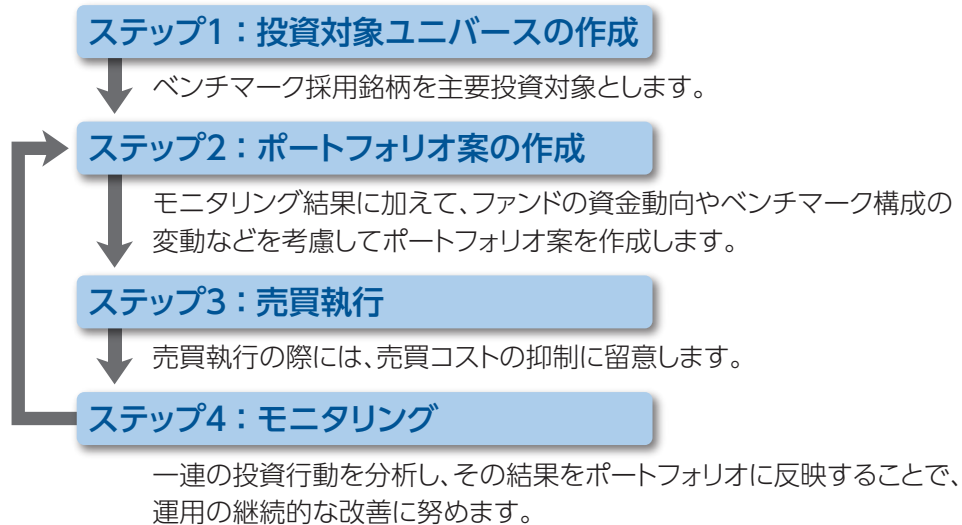 ステップ1：投資対象ユニバースの作成
ベンチマーク採用銘柄を主要投資対象とします。
ステップ2：ポートフォリオ案の作成
モニタリング結果に加えて、ファンドの資金動向やベンチマーク構成の
変動などを考慮してポートフォリオ案を作成します。
ステップ3：売買執行
売買執行の際には、売買コストの抑制に留意します。
ステップ4：モニタリング
一連の投資行動を分析し、その結果をポートフォリオに反映することで、
運用の継続的な改善に努めます。